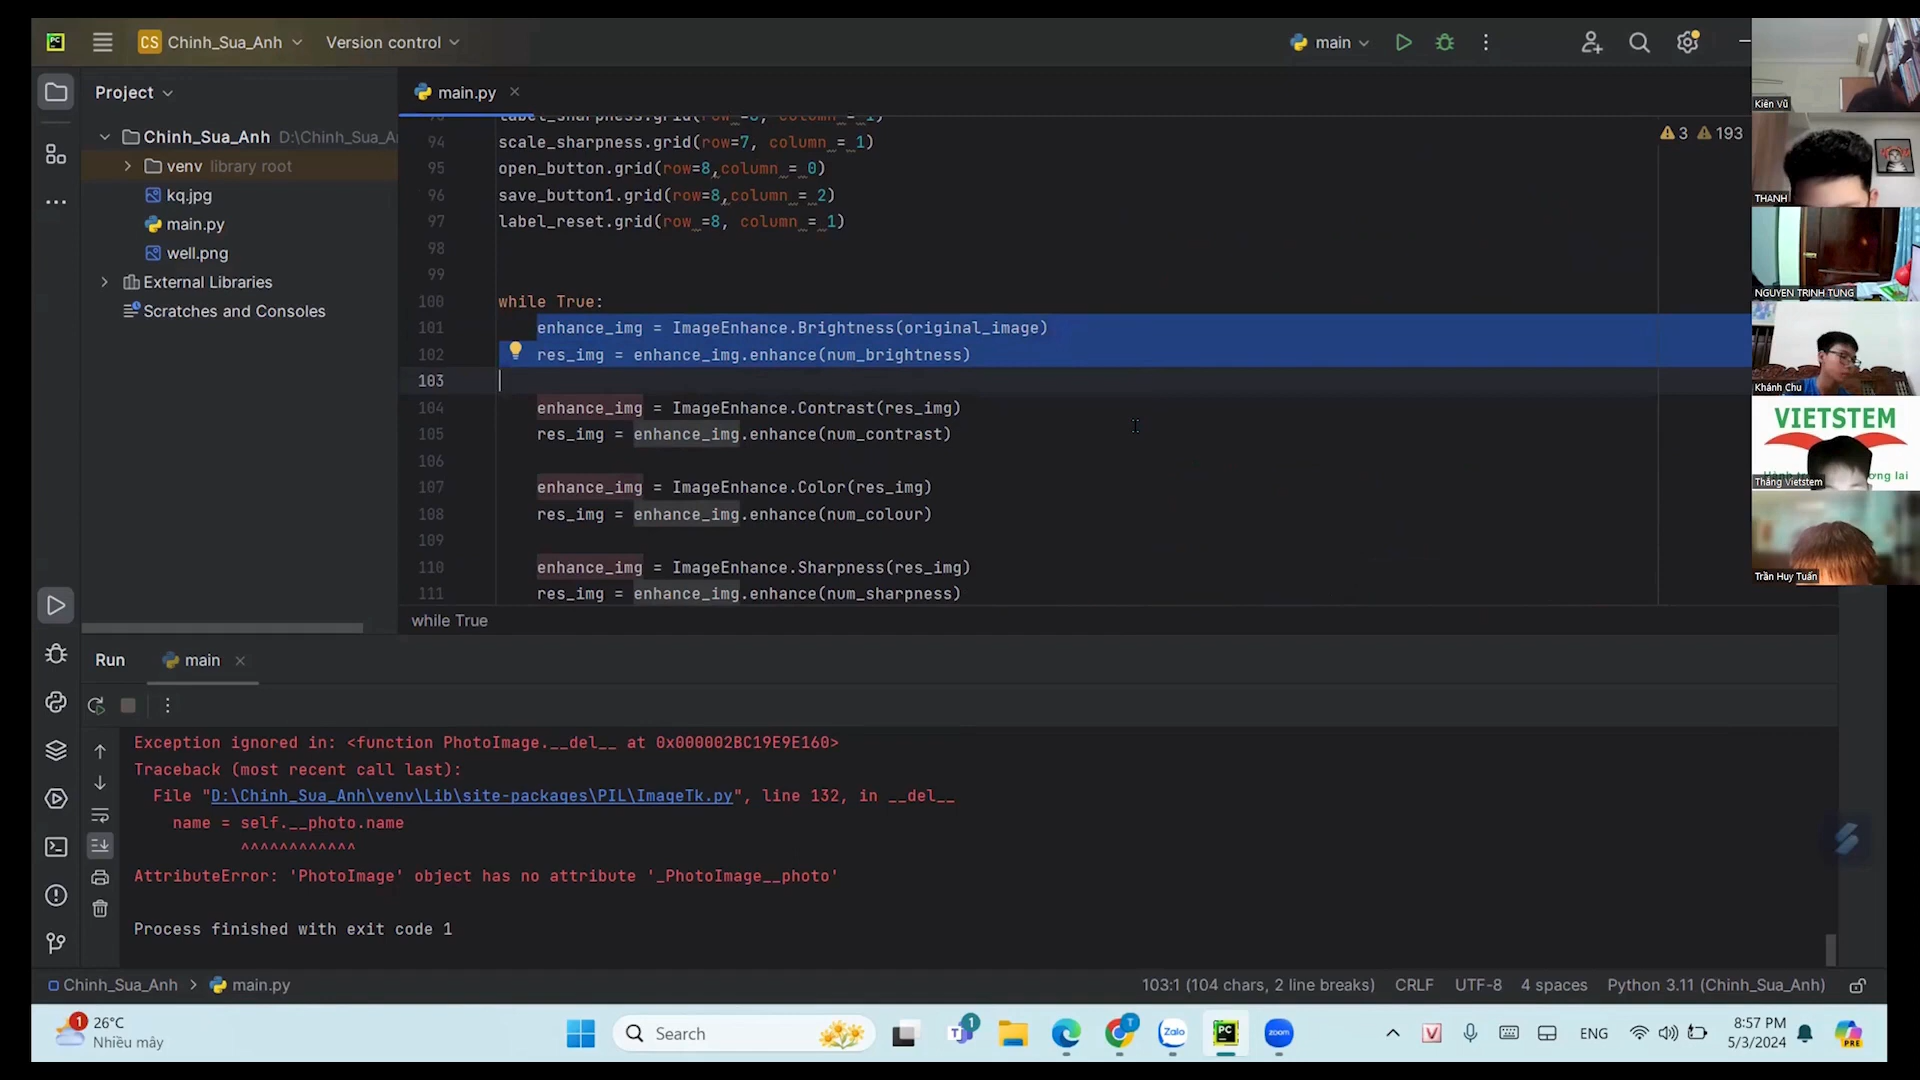 CS Chinh_Sua_Anh Version control main
Project
main.py
Kiên Vũ
Chinh_Sua_Anh D:\Chinh_Sua_A
venv library root
kq.jpg
main.py
well.png
External Libraries
Scratches and Consoles
3 193
94 scale_sharpness.grid(row=7, column = 1)
95 open_button.grid(row=8,column = 0)
96 save_button1.grid(row=8,column = 2)
97 label_reset.grid(row =8, column = 1)
98
99
100 while True:
101 enhance_img = ImageEnhance.Brightness(original_image)
102 res_img = enhance_img.enhance(num_brightness)
103
104 enhance_img = ImageEnhance.Contrast(res_img)
105 res_img = enhance_img.enhance(num_contrast)
106
107 enhance_img = ImageEnhance.Color(res_img)
108 res_img = enhance_img.enhance(num_colour)
109
110 enhance_img = ImageEnhance.Sharpness(res_img)
111 res_img = enhance_img.enhance(num_sharpness)
while True
THANH
NGUYEN TRINH TUNG
Khánh Chu
VIETSTEM
Thắng Vietstem
Trần Huy Tuấn
Run main
Exception ignored in: <function PhotoImage.__del__ at 0x000002BC19E9E160>
Traceback (most recent call last):
File "D:\Chinh_Sua_Anh\venv\Lib\site-packages\PIL\ImageTk.py", line 132, in __del__
name = self.__photo.name
^^^^^^^^^^^^
AttributeError: 'PhotoImage' object has no attribute '_PhotoImage__photo'
Process finished with exit code 1
Chinh_Sua_Anh > main.py 103:1 (104 chars, 2 line breaks) CRLF UTF-8 4 spaces Python 3.11 (Chinh_Sua_Anh)
1 26°C
Nhiều mây
Search
1 T PC Zalo zoom
V ENG
8:57 PM
5/3/2024
PRE